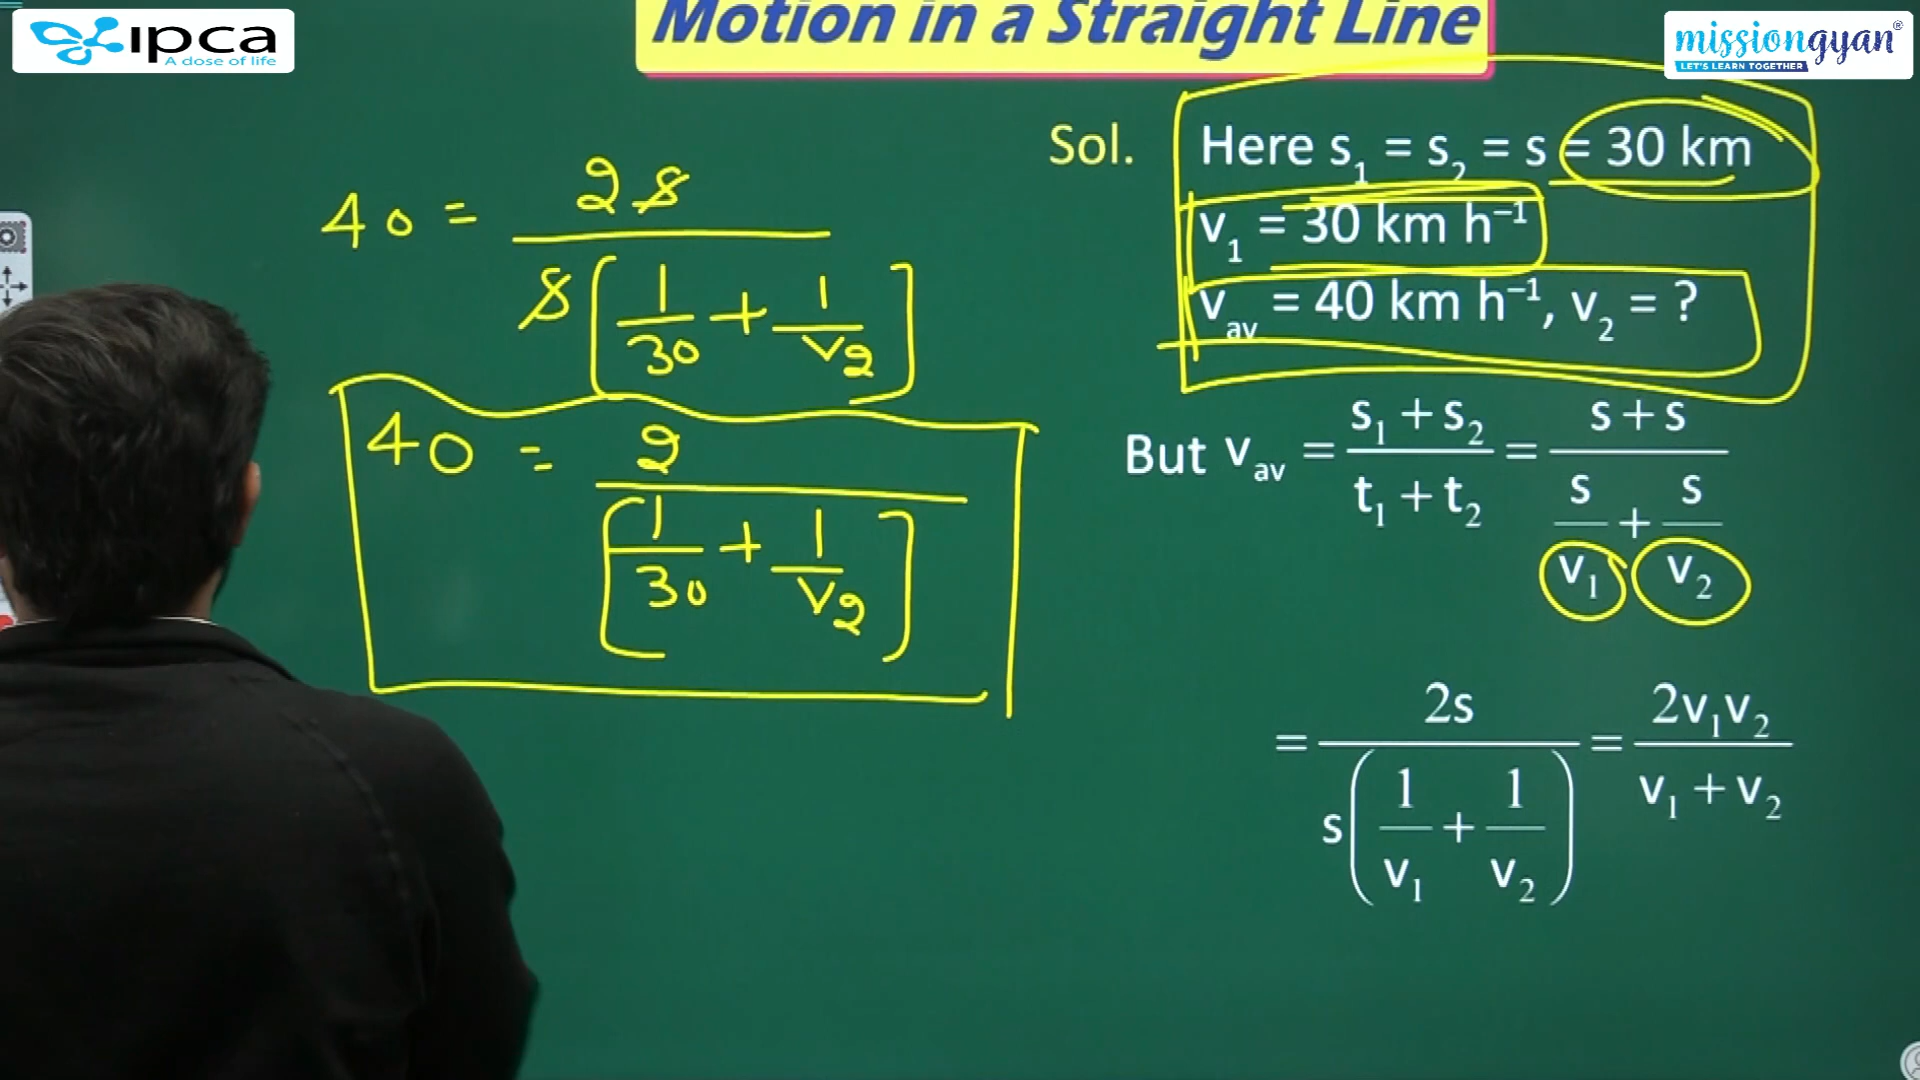 ipca
A dose of life
Motion in a Straight Line
missiongyan®
LET'S LEARN TOGETHER
40 = 2s / s[1/30 + 1/v₂]
40 = 2 / [1/30 + 1/v₂]
Sol. Here s₁ = s₂ = s = 30 km
v₁ = 30 km h⁻¹
v_av = 40 km h⁻¹, v₂ = ?
But v_av = (s₁ + s₂)/(t₁ + t₂) = (s + s)/(s/v₁ + s/v₂)
= 2s / s(1/v₁ + 1/v₂) = 2v₁v₂/(v₁ + v₂)